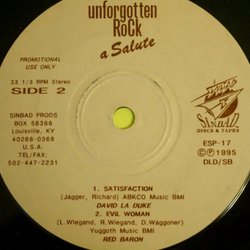 unforgotten
RocK
a Salute
PROMOTIONAL
USE ONLY
33 1/3 RPM Stereo
SIDE 2
SINBAD PRODS
BOX 58368
Louisville, KY
40268-0368
U.S.A.
TEL/FAX:
502-447-2231
SINBAD
DISCS & TAPES
ESP-17
℗©1995
DLD/SB
1. SATISFACTION
(Jagger, Richard) ABKCO Music BMI
DAVID LA DUKE
2. EVIL WOMAN
(L.Wiegand, R.Wiegand, D.Waggoner)
Yuggoth Music BMI
RED BARON